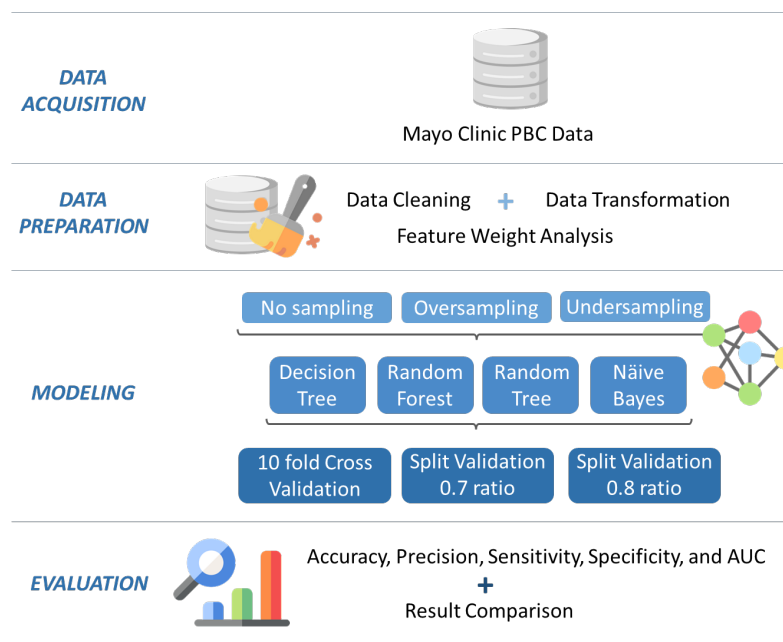 DATA
ACQUISITION
Mayo Clinic PBC Data
DATA
PREPARATION
Data Cleaning + Data Transformation
Feature Weight Analysis
MODELING
No sampling Oversampling Undersampling
Decision Random Random Näive
Tree Forest Tree Bayes
10 fold Cross Split Validation Split Validation
Validation 0.7 ratio 0.8 ratio
EVALUATION
Accuracy, Precision, Sensitivity, Specificity, and AUC
+
Result Comparison